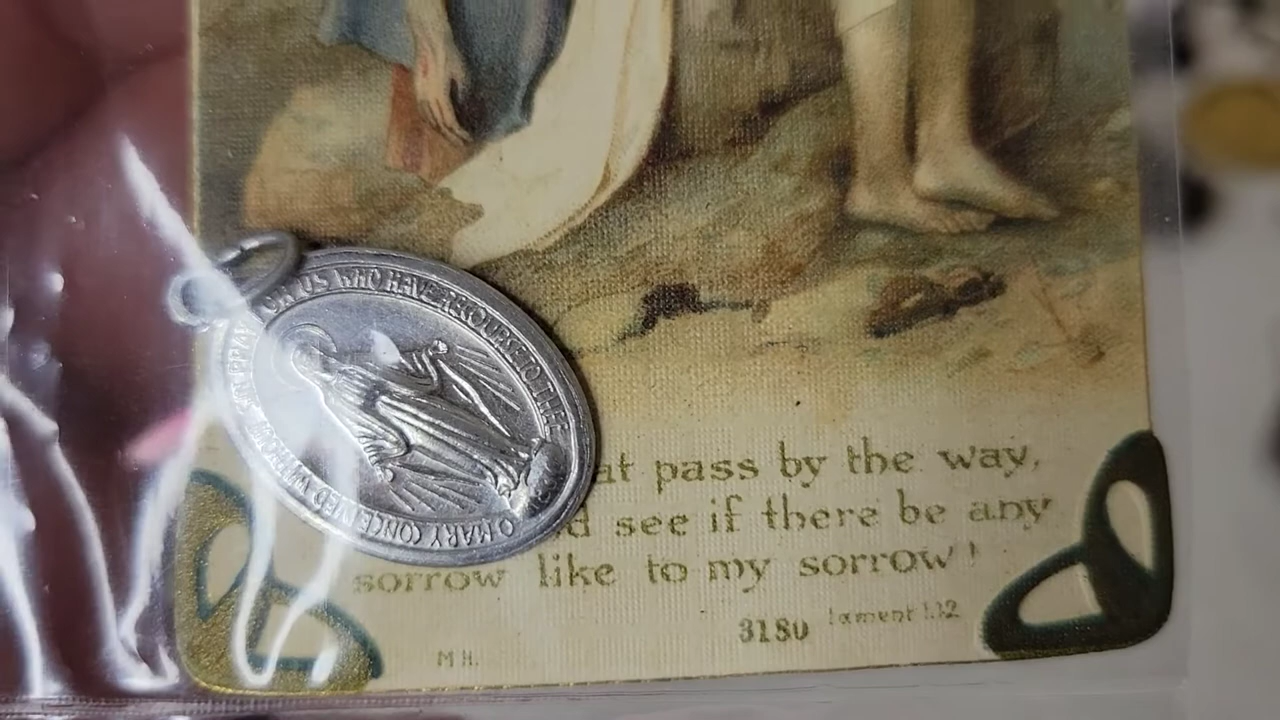 O MARY CONCEIVED WITHOUT SIN PRAY FOR US WHO HAVE RECOURSE TO THEE
at pass by the way,
d see if there be any
sorrow like to my sorrow!
3180 lament 1.12
M H.